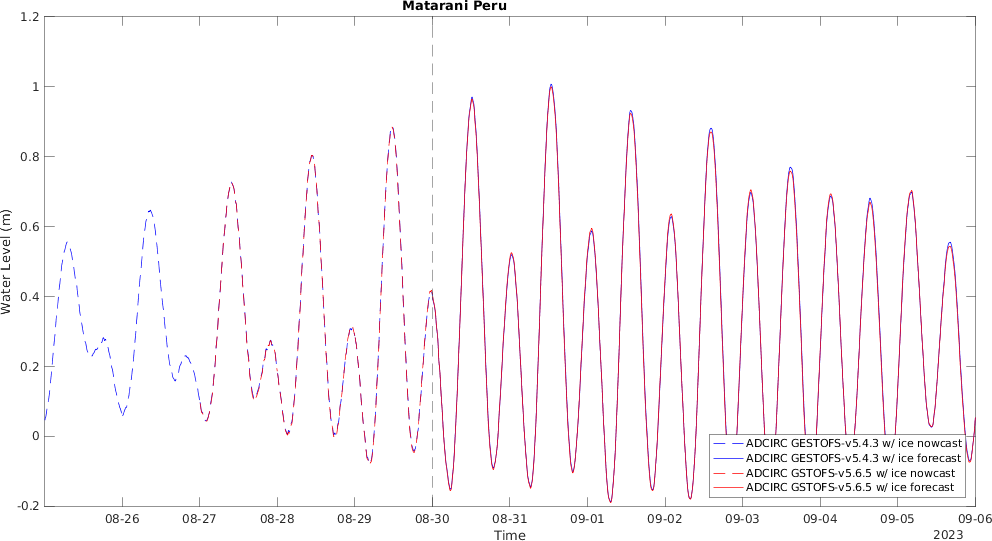 Matarani Peru
1.2
1
0.8
0.6
0.4
0.2
0
-0.2
Water Level (m)
ADCIRC GESTOFS-v5.4.3 w/ ice nowcast
ADCIRC GESTOFS-v5.4.3 w/ ice forecast
ADCIRC GSTOFS-v5.6.5 w/ ice nowcast
ADCIRC GSTOFS-v5.6.5 w/ ice forecast
08-26 08-27 08-28 08-29 08-30 08-31 09-01 09-02 09-03 09-04 09-05 09-06
Time
2023